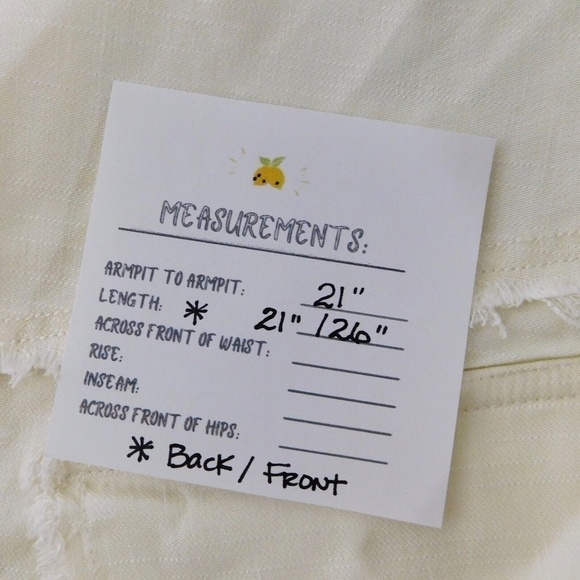 MEASUREMENTS:
ARMPIT TO ARMPIT: 21"
LENGTH: * 21" / 26"
ACROSS FRONT OF WAIST:
RISE:
INSEAM:
ACROSS FRONT OF HIPS:
* Back / FRONT